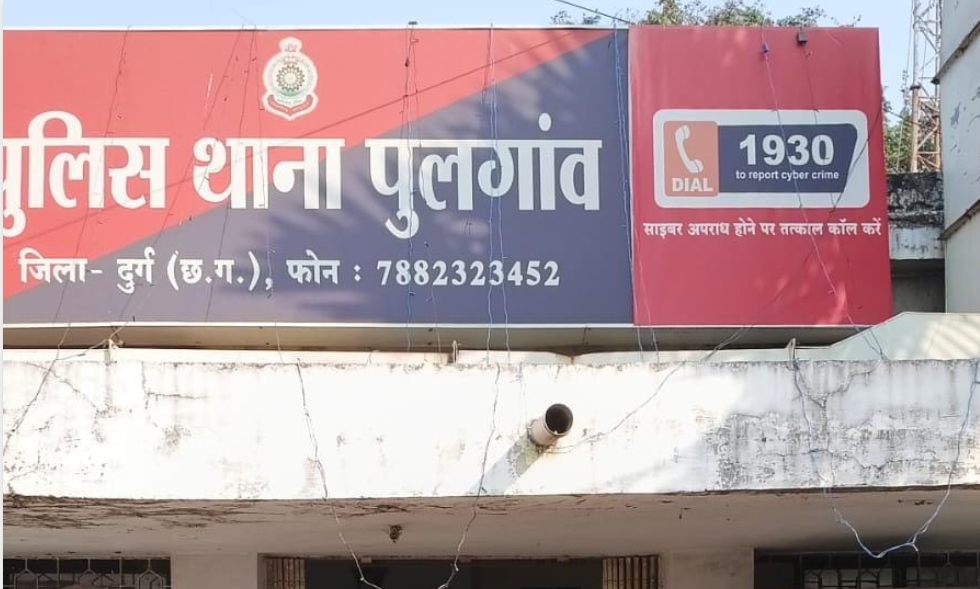 पुलिस थाना पुलगांव
जिला- दुर्ग (छ.ग.), फोन : 7882323452
DIAL
1930
to report cyber crime
साइबर अपराध होने पर तत्काल कॉल करें